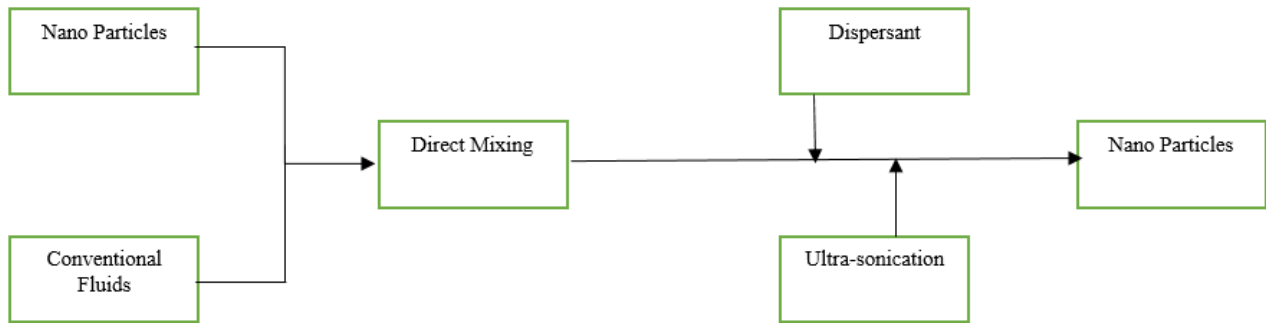 Nano Particles
Dispersant
Direct Mixing
Nano Particles
Conventional
Fluids
Ultra-sonication